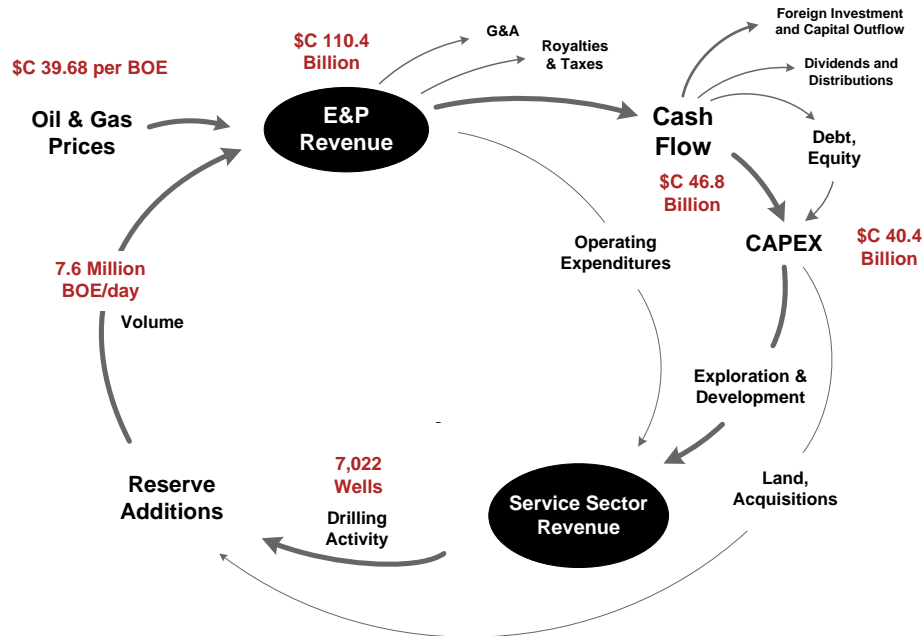 Foreign Investment
and Capital Outflow
$C 110.4
Billion
G&A
Royalties
& Taxes
$C 39.68 per BOE
Dividends and
Distributions
Oil & Gas
Prices
E&P
Revenue
Cash
Flow
Debt,
Equity
$C 46.8
Billion
CAPEX
$C 40.4
Billion
Operating
Expenditures
7.6 Million
BOE/day
Volume
Exploration &
Development
7,022
Wells
Reserve
Additions
Drilling
Activity
Service Sector
Revenue
Land,
Acquisitions